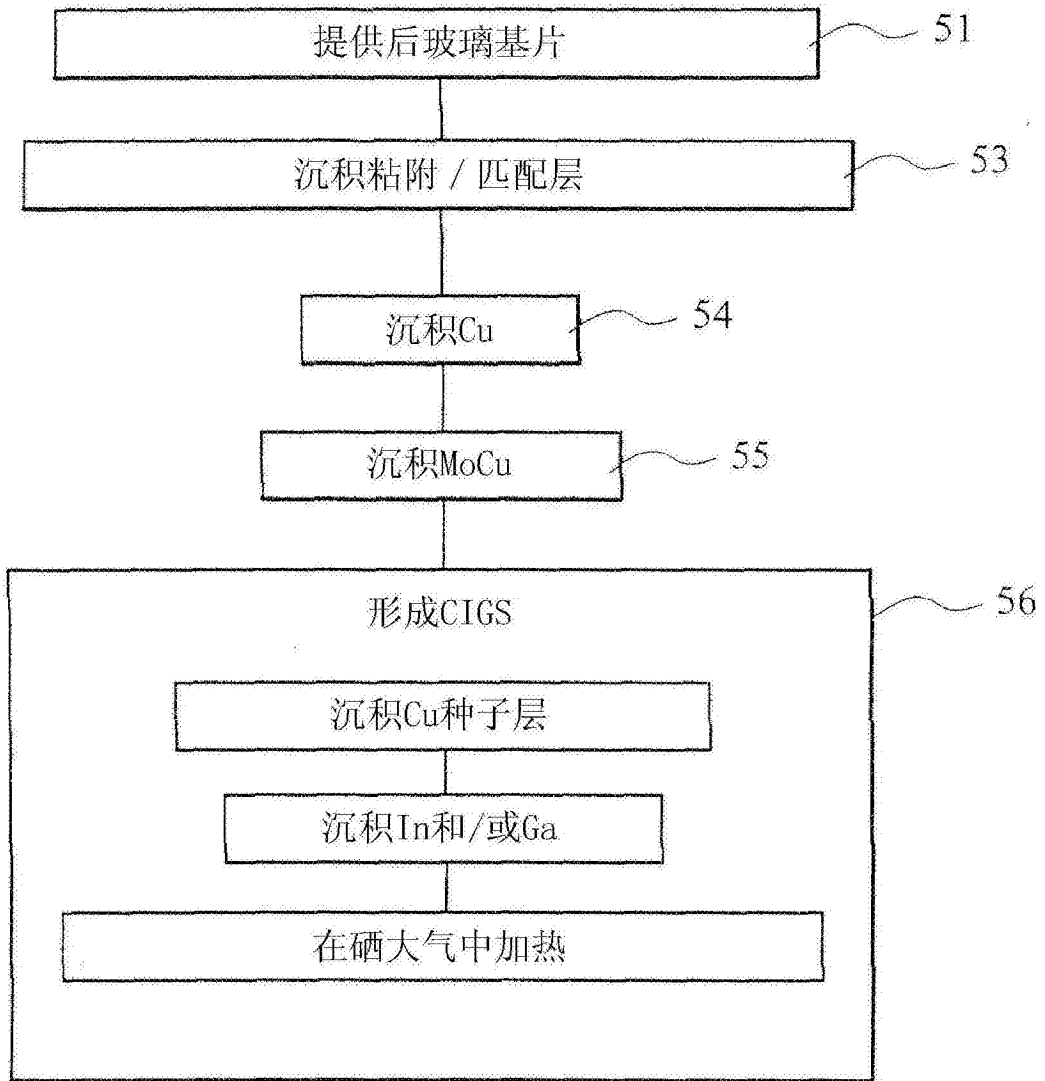 提供后玻璃基片
51
沉积粘附/匹配层
53
沉积Cu
54
沉积MoCu
55
形成CIGS
56
沉积Cu种子层
沉积In和/或Ga
在硒大气中加热